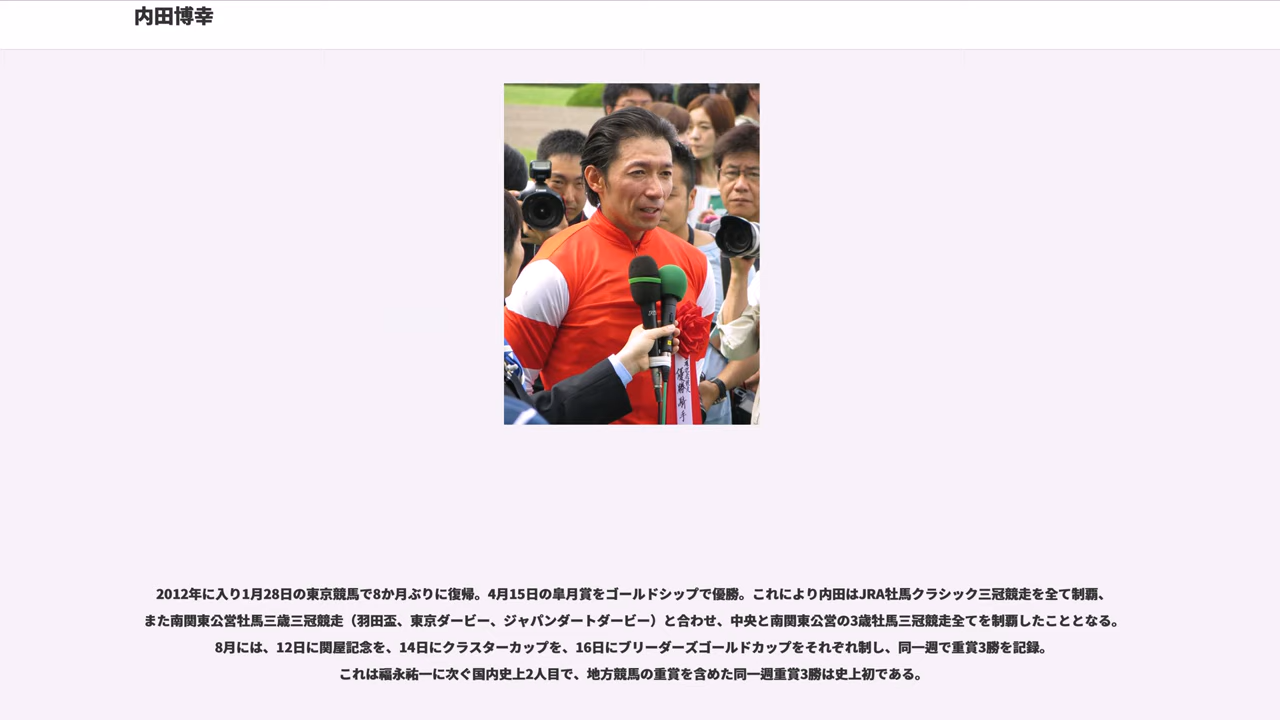 内田博幸
優勝騎手
2012年に入り1月28日の東京競馬で8か月ぶりに復帰。4月15日の皐月賞をゴールドシップで優勝。これにより内田はJRA牡馬クラシック三冠競走を全て制覇、
また南関東公営牡馬三歳三冠競走（羽田盃、東京ダービー、ジャパンダートダービー）と合わせ、中央と南関東公営の3歳牡馬三冠競走全てを制覇したこととなる。
8月には、12日に関屋記念を、14日にクラスターカップを、16日にブリーダーズゴールドカップをそれぞれ制し、同一週で重賞3勝を記録。
これは福永祐一に次ぐ国内史上2人目で、地方競馬の重賞を含めた同一週重賞3勝は史上初である。